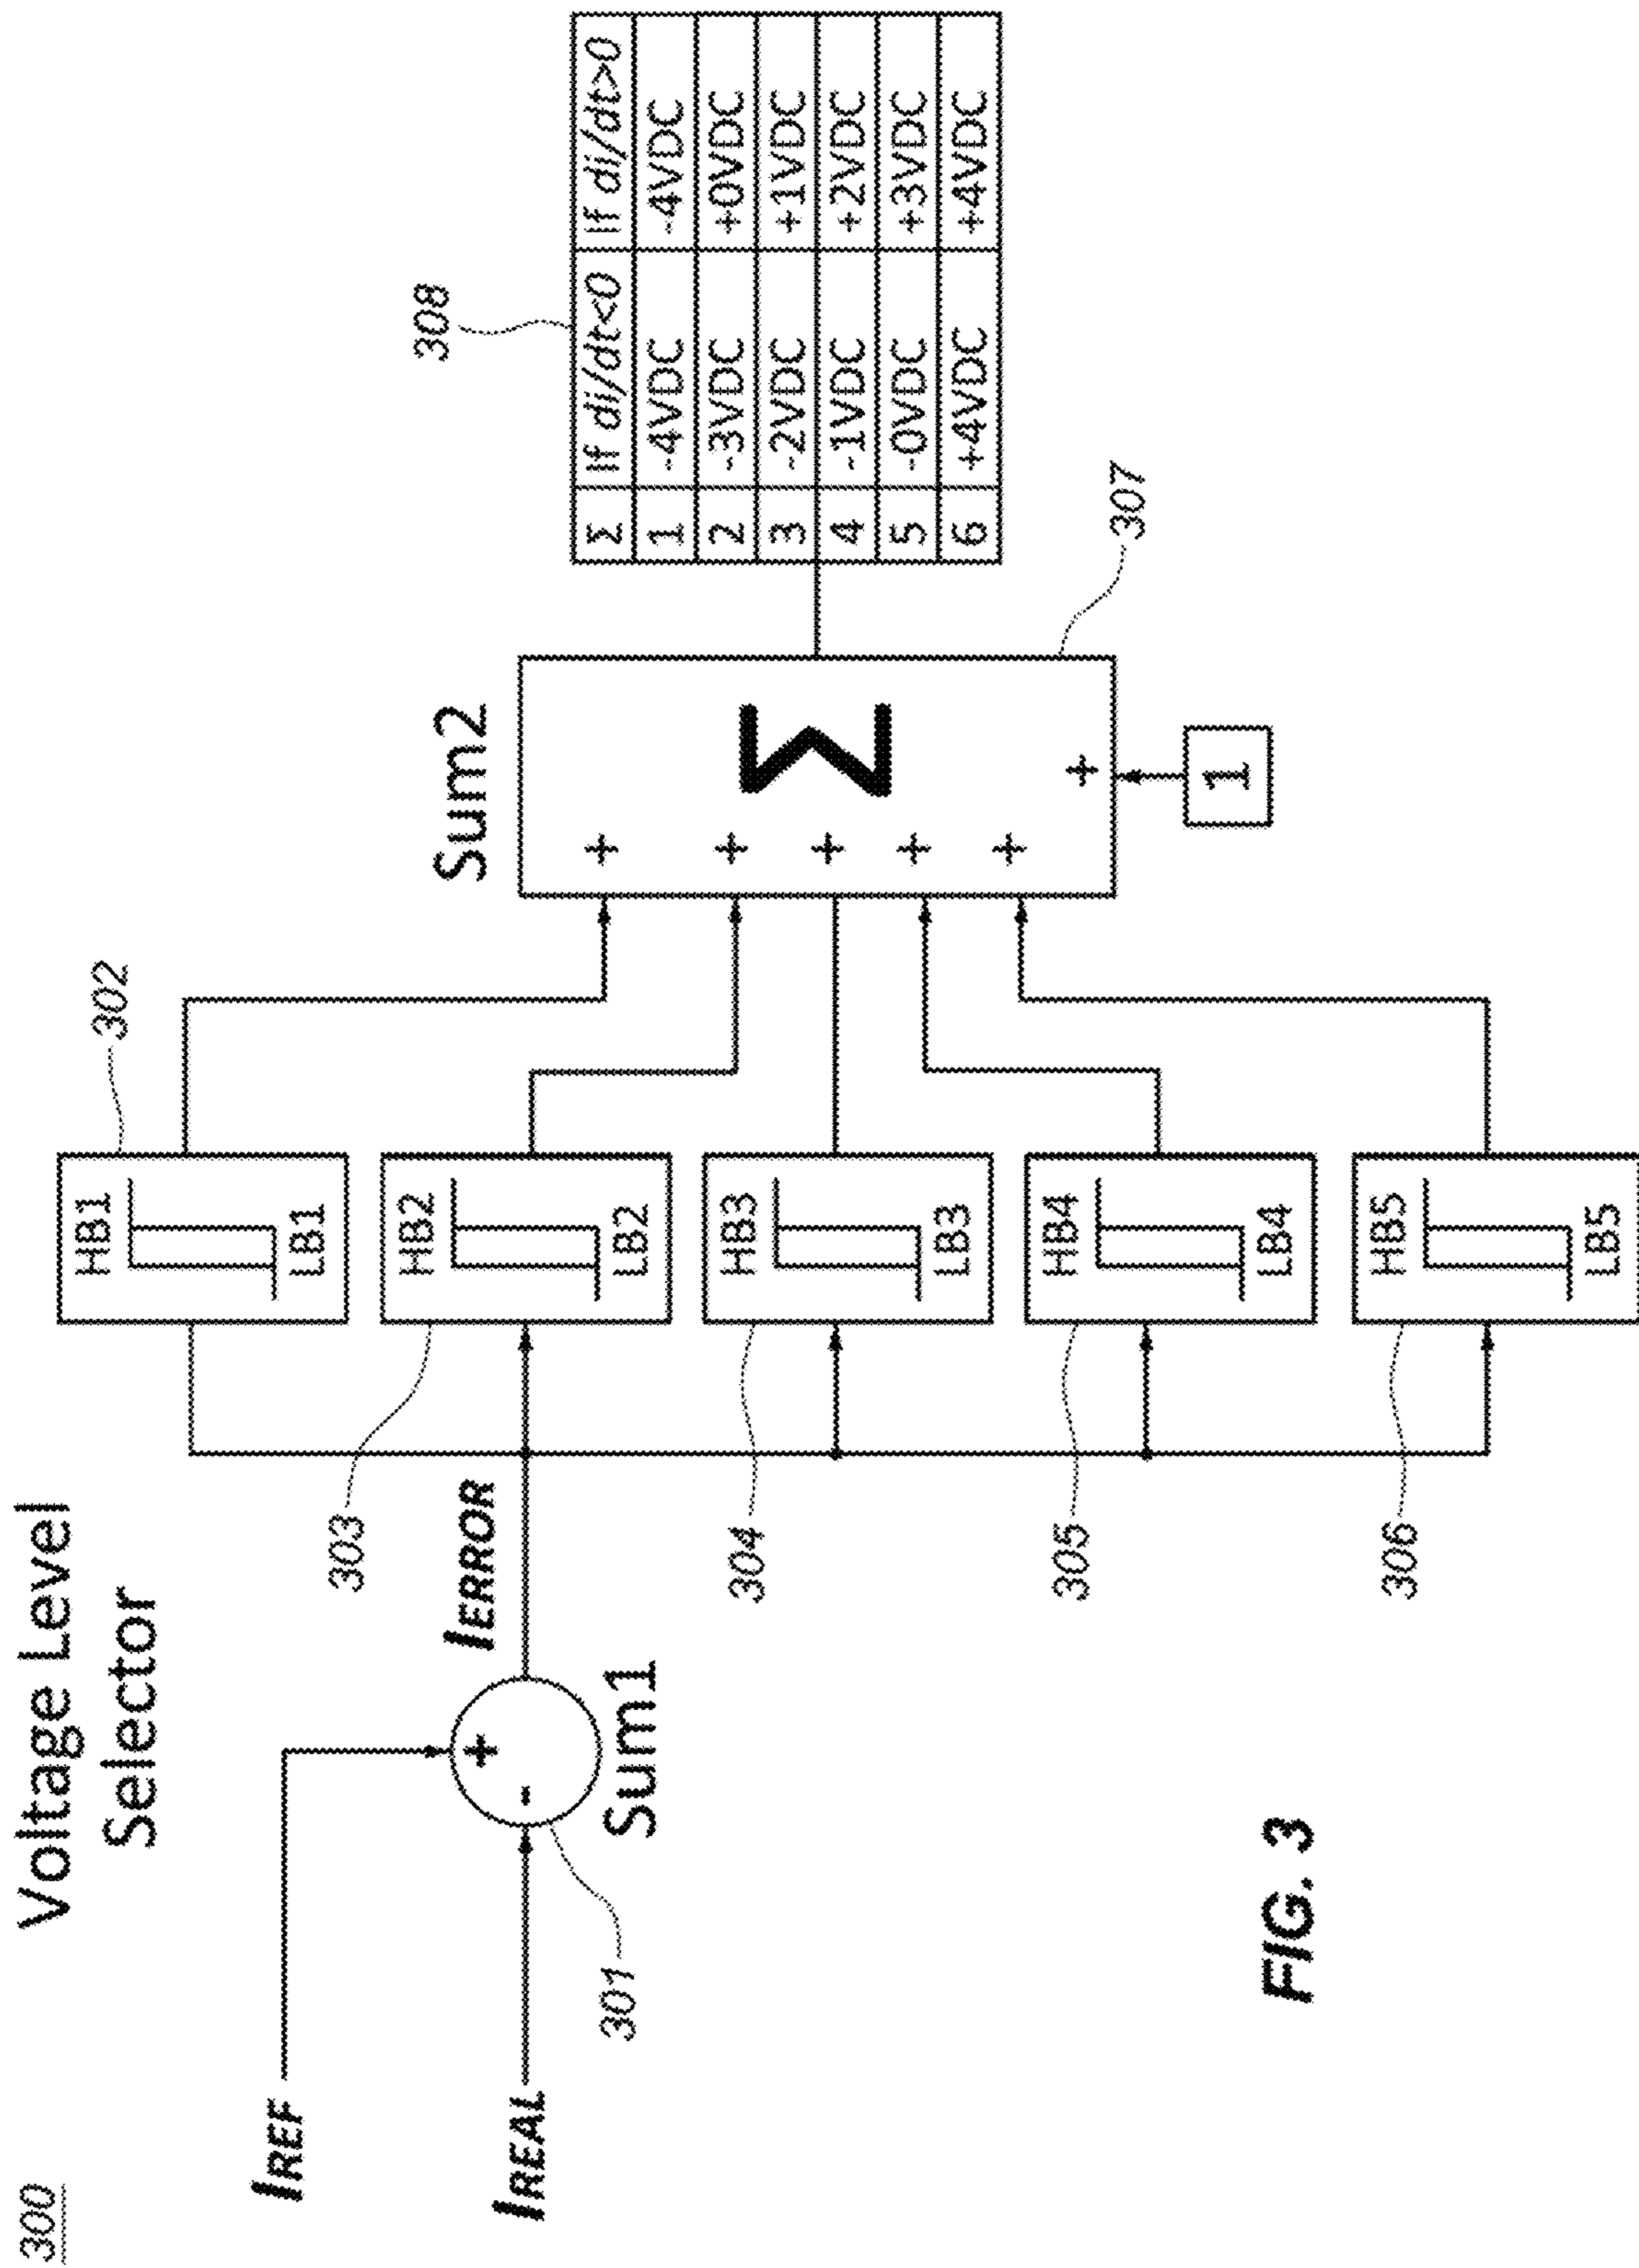 300
Voltage Level
Selector
IREF
IREAL
301
+
-
Sum1
IERROR
303
304
305
306
302
HB1
LB1
HB2
LB2
HB3
LB3
HB4
LB4
HB5
LB5
Sum2
+
+
+
+
+
+
Σ
1
307
308
Σ If di/dt<0 If di/dt>0
1 -4VDC -4VDC
2 -3VDC +0VDC
3 -2VDC +1VDC
4 -1VDC +2VDC
5 -0VDC +3VDC
6 +4VDC +4VDC
FIG. 3